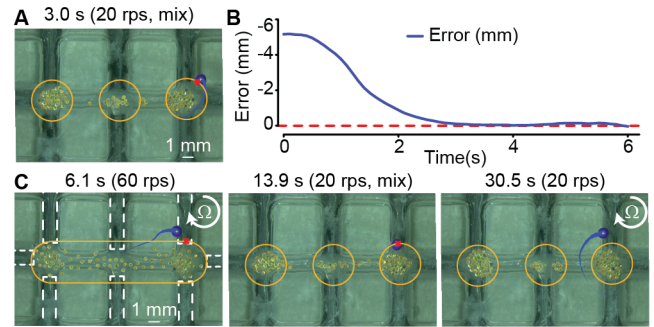 A 3.0 s (20 rps, mix)
1 mm
B
Error (mm)
-6
-4
-2
0
Error (mm)
0 2 4 6
Time(s)
C 6.1 s (60 rps)
Ω
1 mm
13.9 s (20 rps, mix)
30.5 s (20 rps)
Ω